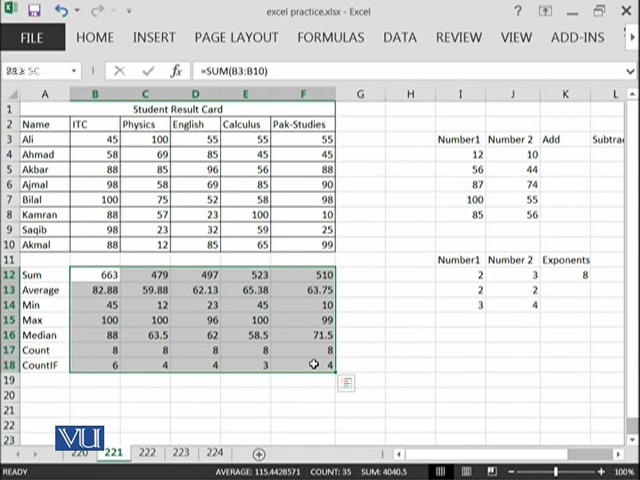 excel practice.xlsx - Excel
FILE HOME INSERT PAGE LAYOUT FORMULAS DATA REVIEW VIEW ADD-INS
=SUM(B3:B10)
A B C D E F G H I J K L
1 Student Result Card
2 Name ITC Physics English Calculus Pak-Studies
3 Ali 45 100 55 55 55 Number1 Number 2 Add Subtra
4 Ahmad 58 69 85 45 45 12 10
5 Akbar 88 85 96 56 88 56 44
6 Ajmal 98 58 69 85 90 87 74
7 Bilal 100 75 52 58 98 100 55
8 Kamran 88 57 23 100 10 85 56
9 Saqib 98 23 32 59 25
10 Akmal 88 12 85 65 99
11 Number1 Number 2 Exponents
12 Sum 663 479 497 523 510 2 3 8
13 Average 82.88 59.88 62.13 65.38 63.75 2 2
14 Min 45 12 23 45 10 3 4
15 Max 100 100 96 100 99
16 Median 88 63.5 62 58.5 71.5
17 Count 8 8 8 8 8
18 CountIF 6 4 4 3 4
19
20
21
22
23
VU
220 221 222 223 224
READY AVERAGE: 115.4428571 COUNT: 35 SUM: 4040.5 100%